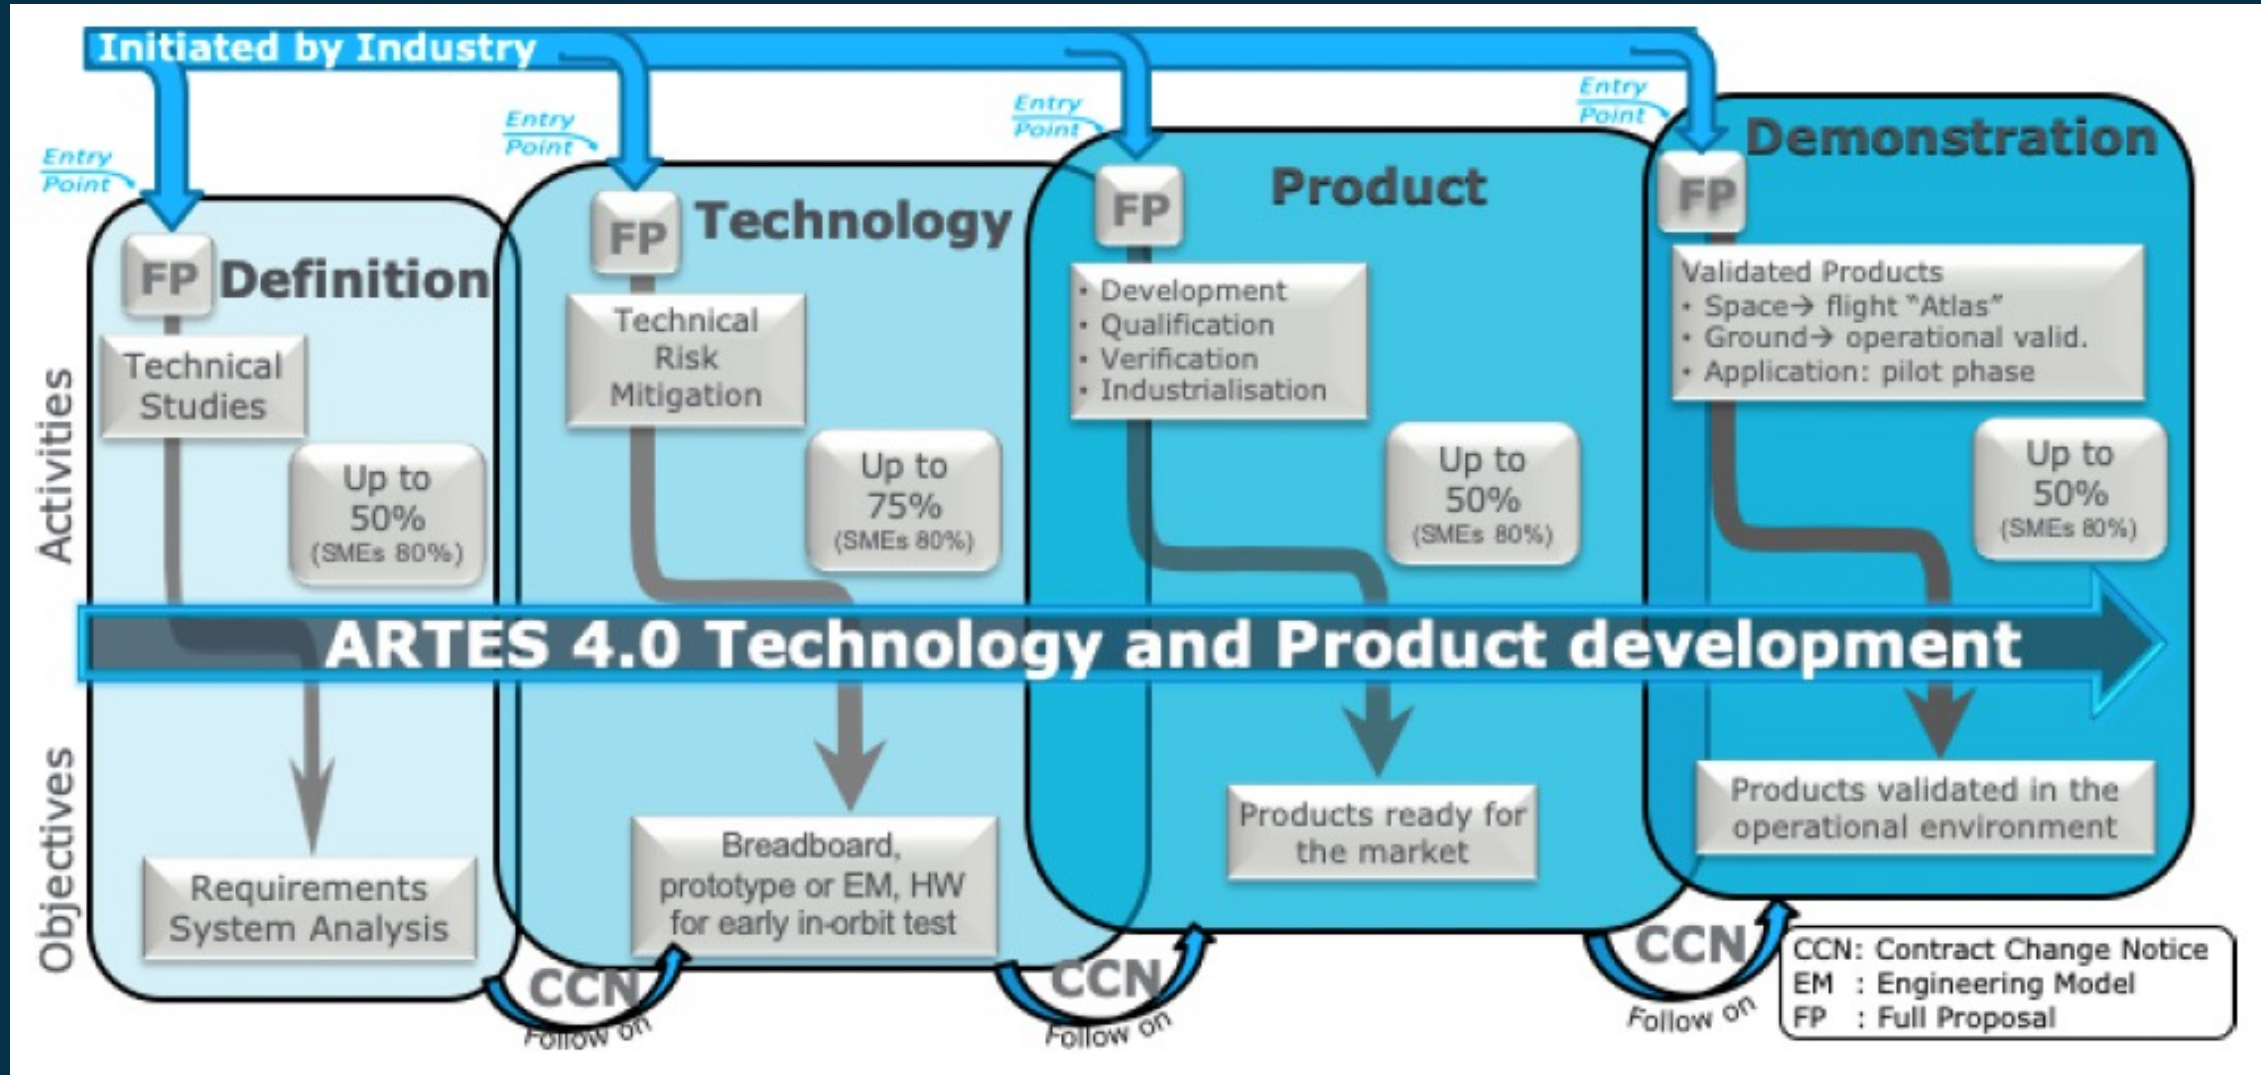 Initiated by Industry
Entry
Point
Entry
Point
Entry
Point
Entry
Point
FP
Definition
Technical
Studies
Up to
50%
(SMEs 80%)
FP
Technology
Technical
Risk
Mitigation
Up to
75%
(SMEs 80%)
FP
Product
• Development
• Qualification
• Verification
• Industrialisation
Up to
50%
(SMEs 80%)
FP
Demonstration
Validated Products
• Space→ flight “Atlas”
• Ground→ operational valid.
• Application: pilot phase
Up to
50%
(SMEs 80%)
Activities
ARTES 4.0 Technology and Product development
Objectives
Requirements
System Analysis
Breadboard,
prototype or EM, HW
for early in-orbit test
Products ready for
the market
Products validated in the
operational environment
CCN
Follow on
CCN
Follow on
CCN
Follow on
CCN: Contract Change Notice
EM : Engineering Model
FP : Full Proposal